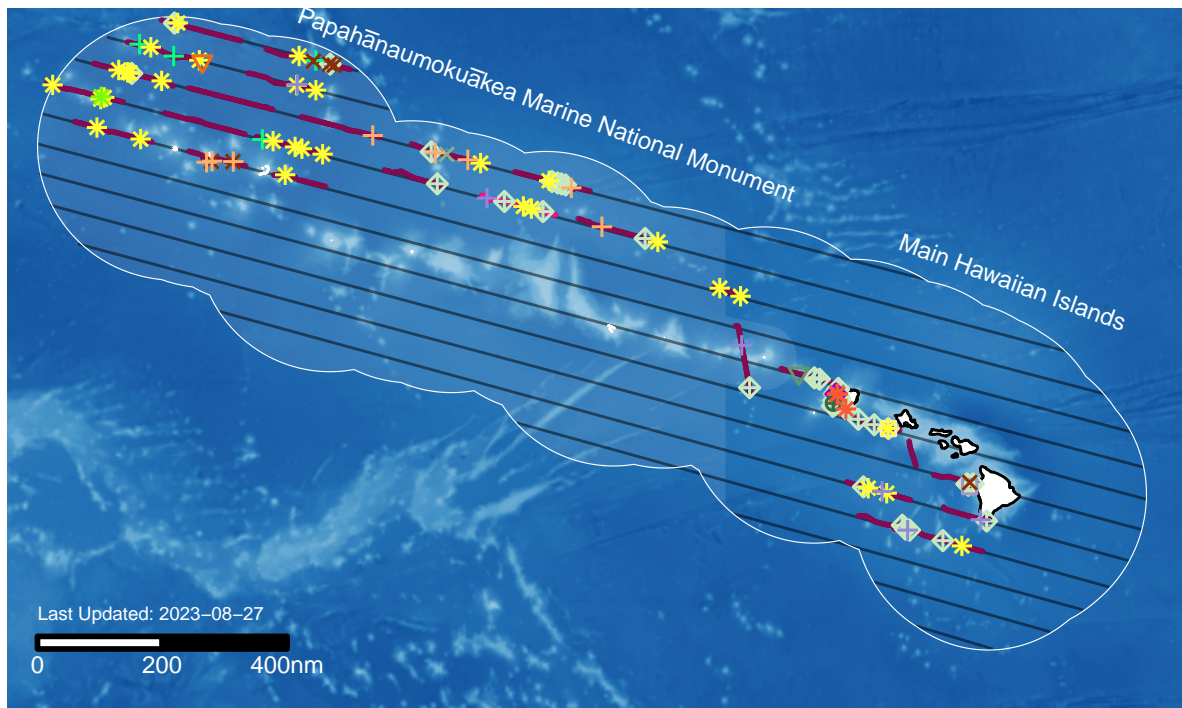 Papahānaumokuākea Marine National Monument
Main Hawaiian Islands
Last Updated: 2023–08–27
0 200 400nm